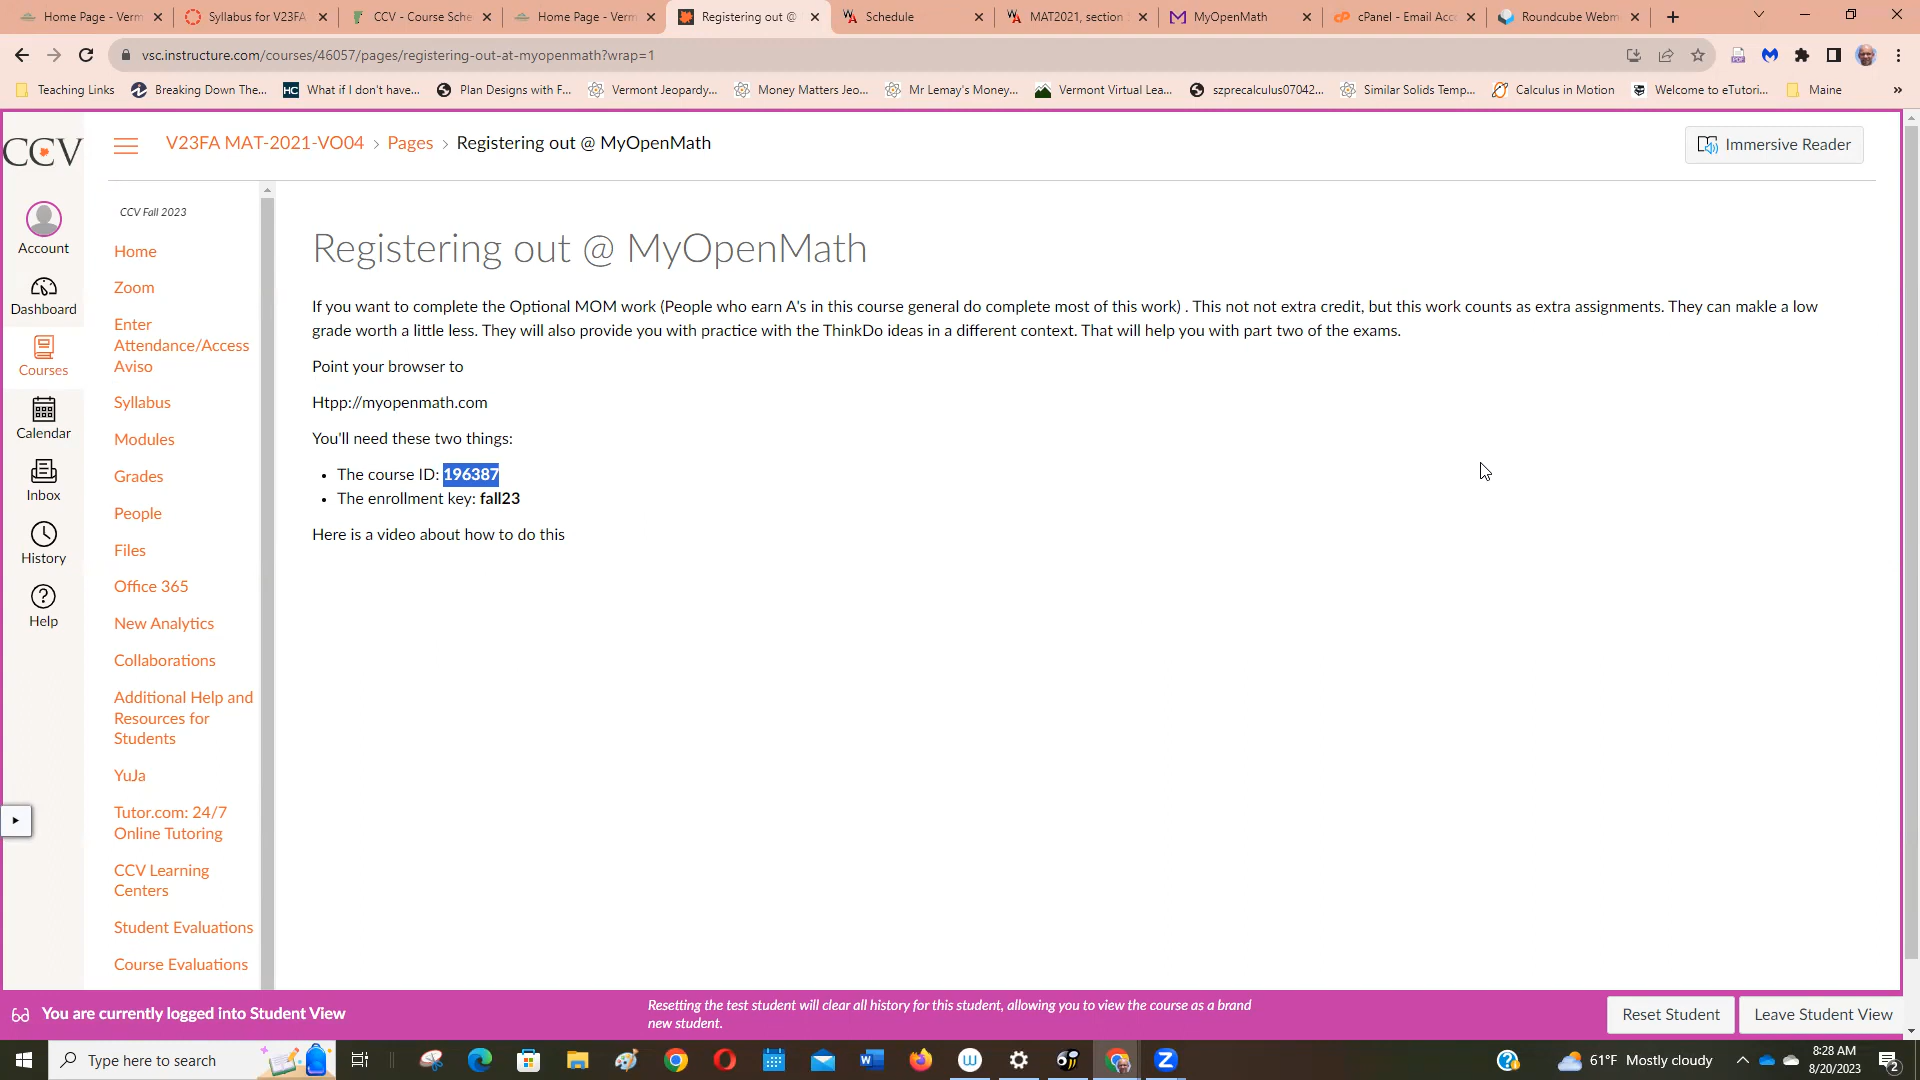 Home Page - Verm
Syllabus for V23FA
CCV - Course Sche
Home Page - Verm
Registering out @
Schedule
MAT2021, section
MyOpenMath
cPanel - Email Acc
Roundcube Webm
vsc.instructure.com/courses/46057/pages/registering-out-at-myopenmath?wrap=1
Teaching Links
Breaking Down The...
HC
What if I don't have...
Plan Designs with F...
Vermont Jeopardy...
Money Matters Jeo...
Mr Lemay's Money...
Vermont Virtual Lea...
szprecalculus07042...
Similar Solids Temp...
Calculus in Motion
Welcome to eTutori...
Maine
»
CCV
V23FA MAT-2021-VO04 › Pages › Registering out @ MyOpenMath
Immersive Reader
Account
Dashboard
Courses
Calendar
Inbox
History
Help
CCV Fall 2023
Home
Zoom
Enter
Attendance/Access
Aviso
Syllabus
Modules
Grades
People
Files
Office 365
New Analytics
Collaborations
Additional Help and
Resources for
Students
YuJa
Tutor.com: 24/7
Online Tutoring
CCV Learning
Centers
Student Evaluations
Course Evaluations
Registering out @ MyOpenMath
If you want to complete the Optional MOM work (People who earn A's in this course general do complete most of this work) . This not not extra credit, but this work counts as extra assignments. They can makle a low
grade worth a little less. They will also provide you with practice with the ThinkDo ideas in a different context. That will help you with part two of the exams.
Point your browser to
Htpp://myopenmath.com
You'll need these two things:
• The course ID: 196387
• The enrollment key: fall23
Here is a video about how to do this
You are currently logged into Student View
Resetting the test student will clear all history for this student, allowing you to view the course as a brand
new student.
Reset Student
Leave Student View
Type here to search
61°F Mostly cloudy
8:28 AM
8/20/2023
2